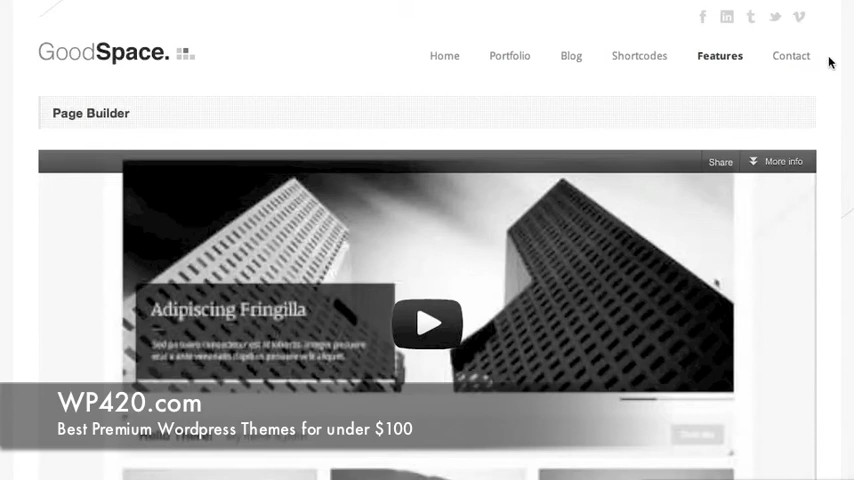 GoodSpace.
Home Portfolio Blog Shortcodes Features Contact
Page Builder
Share More info
Adipiscing Fringilla
WP420.com
Best Premium Wordpress Themes for under $100